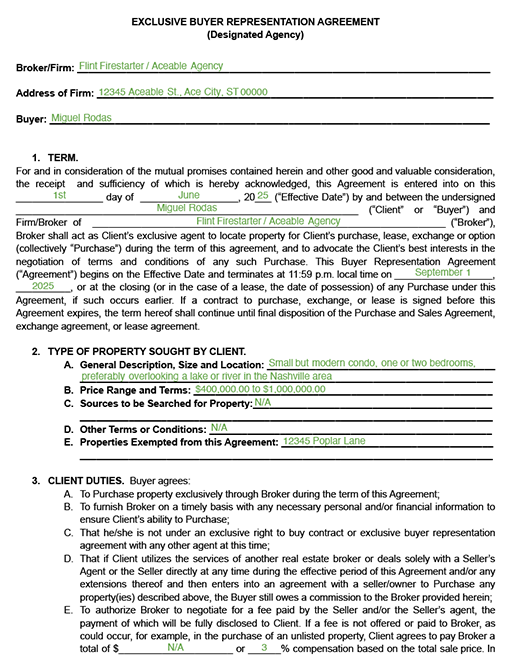 EXCLUSIVE BUYER REPRESENTATION AGREEMENT
(Designated Agency)
Broker/Firm: Flint Firestarter / Aceable Agency
Address of Firm: 12345 Aceable St., Ace City, ST 00000
Buyer: Miguel Rodas
1. TERM.
For and in consideration of the mutual promises contained herein and other good and valuable consideration,
the receipt and sufficiency of which is hereby acknowledged, this Agreement is entered into on this
1st day of June, 20 25 ("Effective Date") by and between the undersigned
Miguel Rodas ("Client" or "Buyer") and
Firm/Broker of Flint Firestarter / Aceable Agency ("Broker"),
Broker shall act as Client's exclusive agent to locate property for Client's purchase, lease, exchange or option
(collectively "Purchase") during the term of this agreement, and to advocate the Client's best interests in the
negotiation of terms and conditions of any such Purchase. This Buyer Representation Agreement
("Agreement") begins on the Effective Date and terminates at 11:59 p.m. local time on September 1,
2025, or at the closing (or in the case of a lease, the date of possession) of any Purchase under this
Agreement, if such occurs earlier. If a contract to purchase, exchange, or lease is signed before this
Agreement expires, the term hereof shall continue until final disposition of the Purchase and Sales Agreement,
exchange agreement, or lease agreement.
2. TYPE OF PROPERTY SOUGHT BY CLIENT.
A. General Description, Size and Location: Small but modern condo, one or two bedrooms,
preferably overlooking a lake or river in the Nashville area
B. Price Range and Terms: $400,000.00 to $1,000,000.00
C. Sources to be Searched for Property: N/A
D. Other Terms or Conditions: N/A
E. Properties Exempted from this Agreement: 12345 Poplar Lane
3. CLIENT DUTIES. Buyer agrees:
A. To Purchase property exclusively through Broker during the term of this Agreement;
B. To furnish Broker on a timely basis with any necessary personal and/or financial information to
ensure Client's ability to Purchase;
C. That he/she is not under an exclusive right to buy contract or exclusive buyer representation
agreement with any other agent at this time;
D. That if Client utilizes the services of another real estate broker or deals solely with a Seller's
Agent or the Seller directly at any time during the effective period of this Agreement and/or any
extensions thereof and then enters into an agreement with a seller/owner to Purchase any
property(ies) described above, the Buyer still owes a commission to the Broker provided herein;
E. To authorize Broker to negotiate for a fee paid by the Seller and/or the Seller's agent, the
payment of which will be fully disclosed to Client. If a fee is not offered or paid to Broker, as
could occur, for example, in the purchase of an unlisted property, Client agrees to pay Broker a
total of $ N/A or 3 % compensation based on the total sale price. In